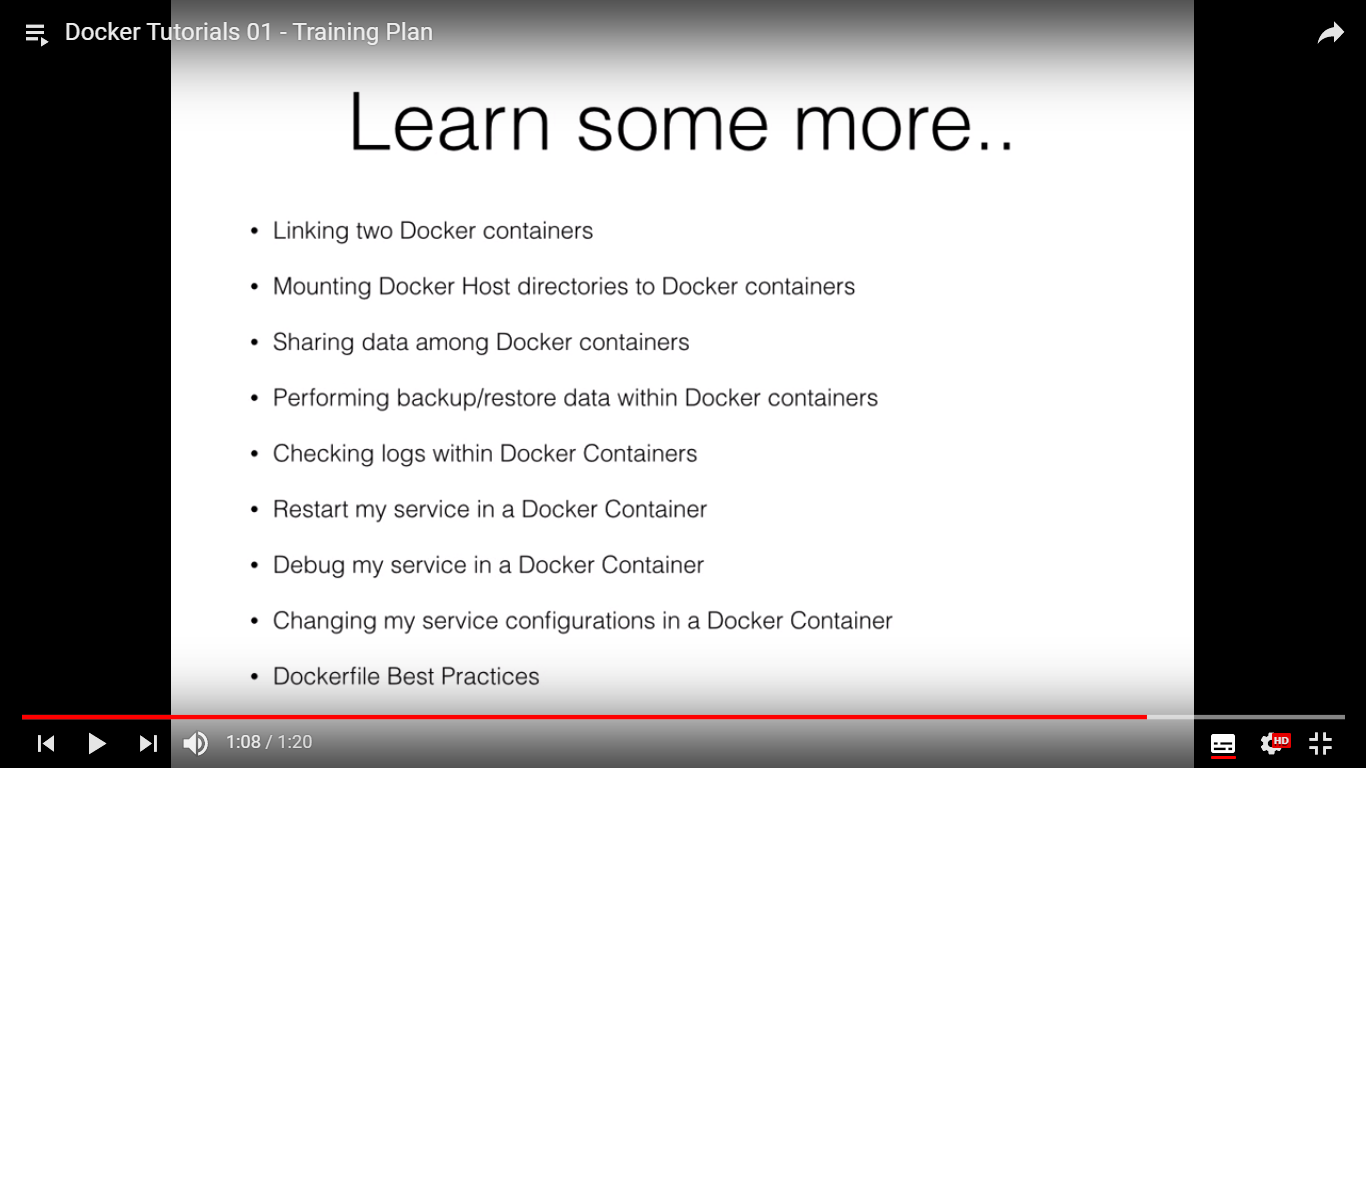 Docker Tutorials 01 - Training Plan
Learn some more..
• Linking two Docker containers
• Mounting Docker Host directories to Docker containers
• Sharing data among Docker containers
• Performing backup/restore data within Docker containers
• Checking logs within Docker Containers
• Restart my service in a Docker Container
• Debug my service in a Docker Container
• Changing my service configurations in a Docker Container
• Dockerfile Best Practices
1:08 / 1:20
HD